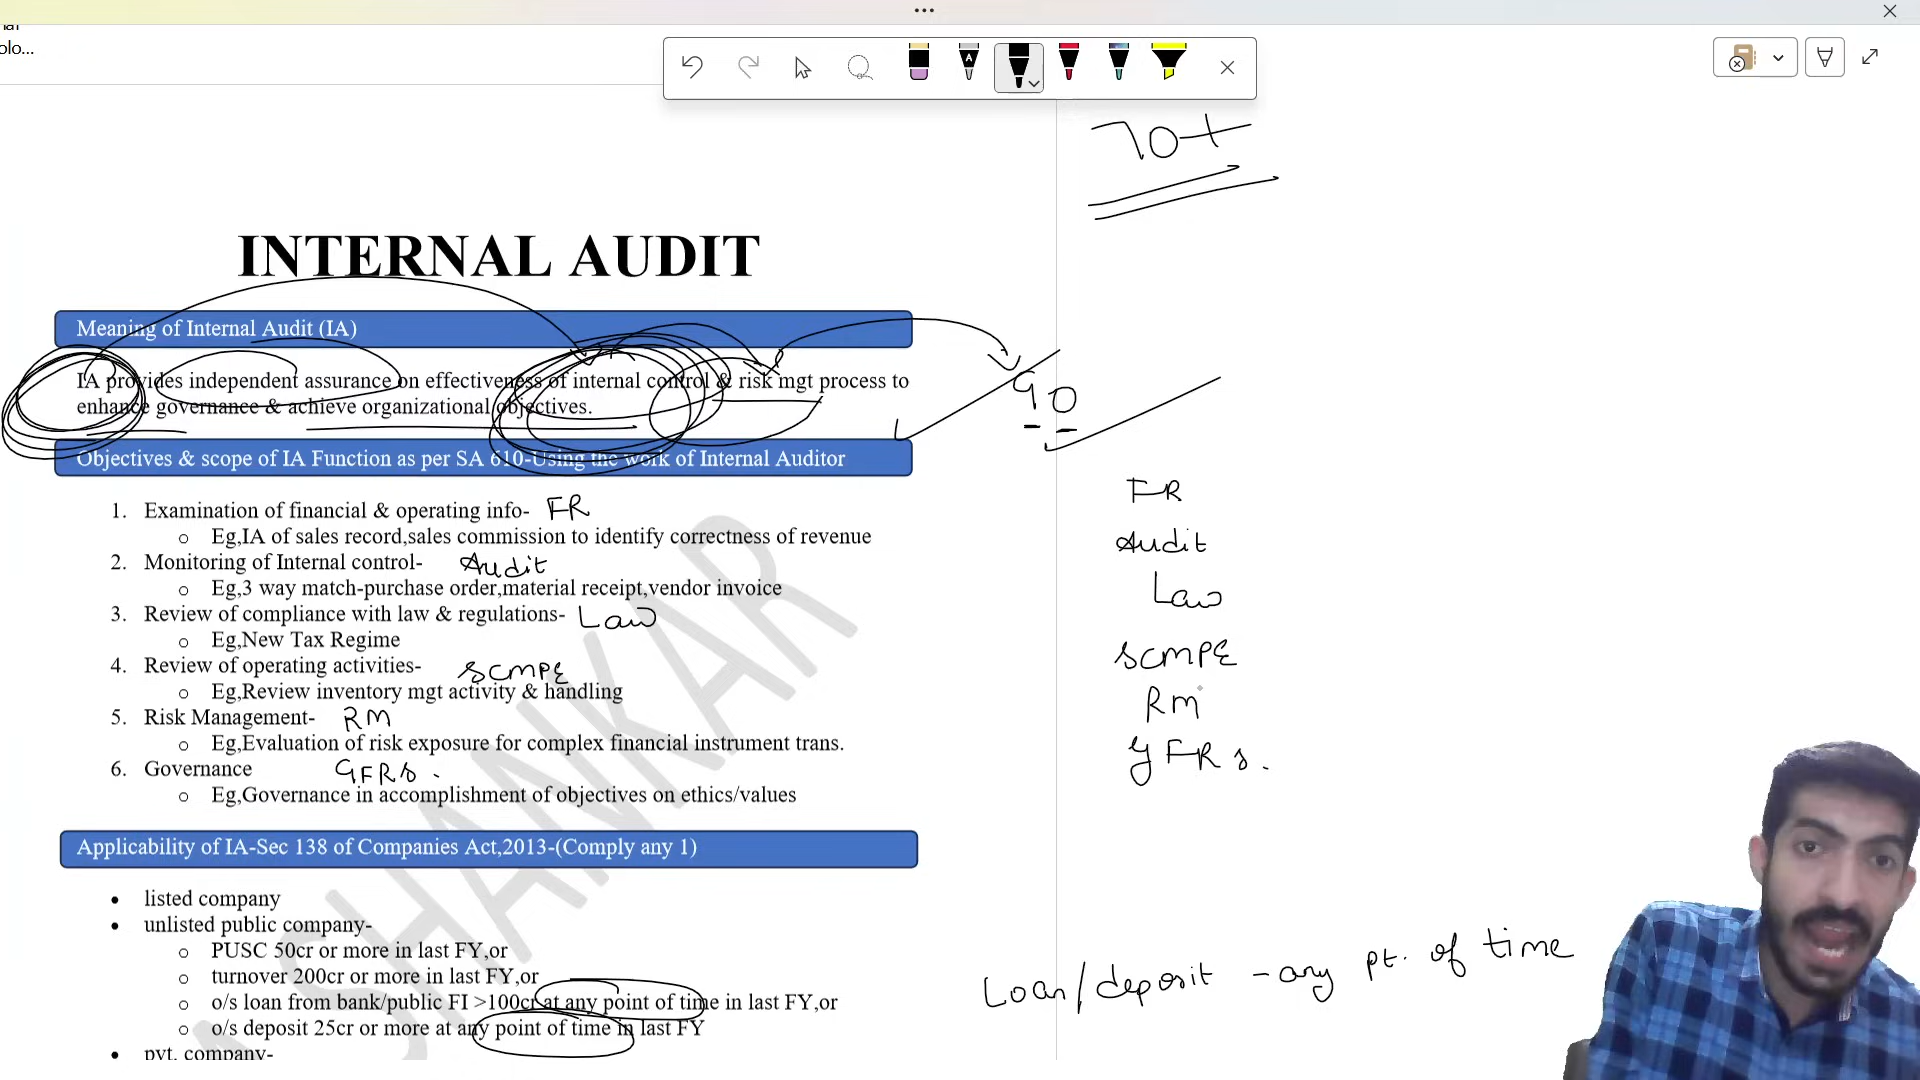 olo...
70+
INTERNAL AUDIT
Meaning of Internal Audit (IA)
IA provides independent assurance on effectiveness of internal control & risk mgt process to
enhance governance & achieve organizational objectives.
90
Objectives & scope of IA Function as per SA 610-Using the work of Internal Auditor
1. Examination of financial & operating info- FR
o Eg,IA of sales record,sales commission to identify correctness of revenue
2. Monitoring of Internal control- Audit
o Eg,3 way match-purchase order,material receipt,vendor invoice
3. Review of compliance with law & regulations- Law
o Eg,New Tax Regime
4. Review of operating activities- SCMPE
o Eg,Review inventory mgt activity & handling
5. Risk Management- RM
o Eg,Evaluation of risk exposure for complex financial instrument trans.
6. Governance GFRS.
o Eg,Governance in accomplishment of objectives on ethics/values
FR
Audit
Law
SCMPE
RM
GFRS.
Applicability of IA-Sec 138 of Companies Act,2013-(Comply any 1)
• listed company
• unlisted public company-
o PUSC 50cr or more in last FY,or
o turnover 200cr or more in last FY,or
o o/s loan from bank/public FI >100cr at any point of time in last FY,or
o o/s deposit 25cr or more at any point of time in last FY
• pvt. company-
Loan/deposit - any pt. of time
SHANKAR